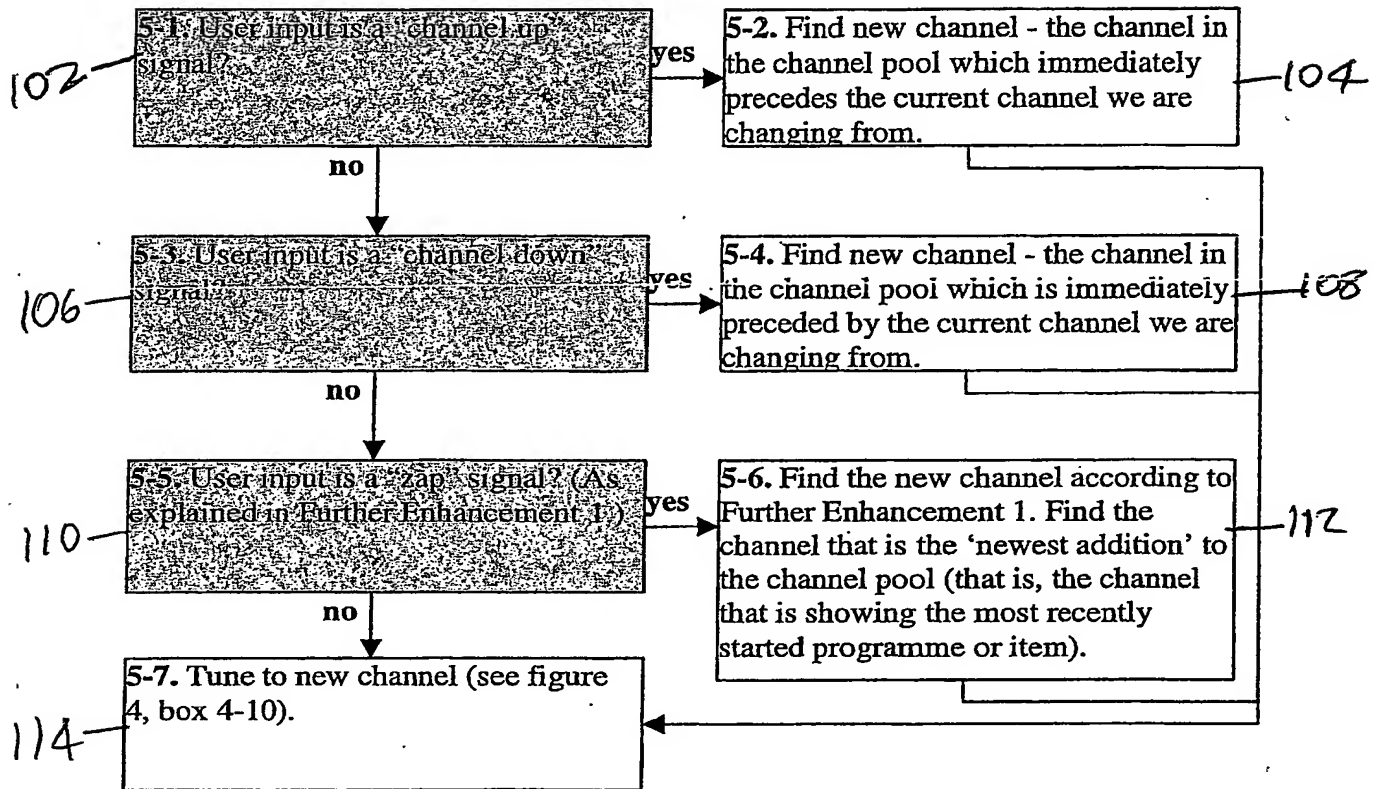 5-1. User input is a "channel up"
signal?
yes
102
5-2. Find new channel - the channel in
the channel pool which immediately
precedes the current channel we are
changing from.
104
no
5-3. User input is a "channel down"
signal?
yes
106
5-4. Find new channel - the channel in
the channel pool which is immediately
preceded by the current channel we are
changing from.
108
no
5-5. User input is a "zap" signal? (As
explained in Further Enhancement 1.)
yes
110
5-6. Find the new channel according to
Further Enhancement 1. Find the
channel that is the ‘newest addition’ to
the channel pool (that is, the channel
that is showing the most recently
started programme or item).
112
no
5-7. Tune to new channel (see figure
4, box 4-10).
114